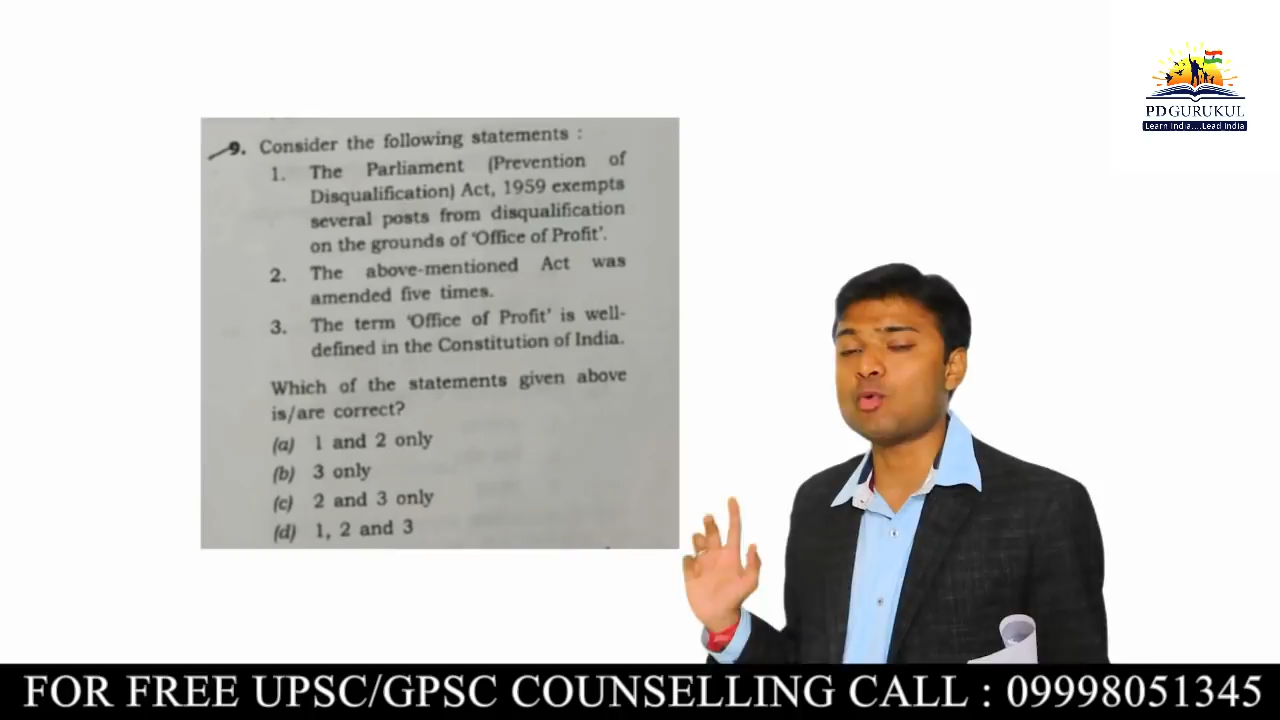 PDGURUKUL
Learn India....Lead India
9. Consider the following statements :
1. The Parliament (Prevention of
Disqualification) Act, 1959 exempts
several posts from disqualification
on the grounds of 'Office of Profit'.
2. The above-mentioned Act was
amended five times.
3. The term 'Office of Profit' is well-
defined in the Constitution of India.
Which of the statements given above
is/are correct?
(a) 1 and 2 only
(b) 3 only
(c) 2 and 3 only
(d) 1, 2 and 3
FOR FREE UPSC/GPSC COUNSELLING CALL : 09998051345